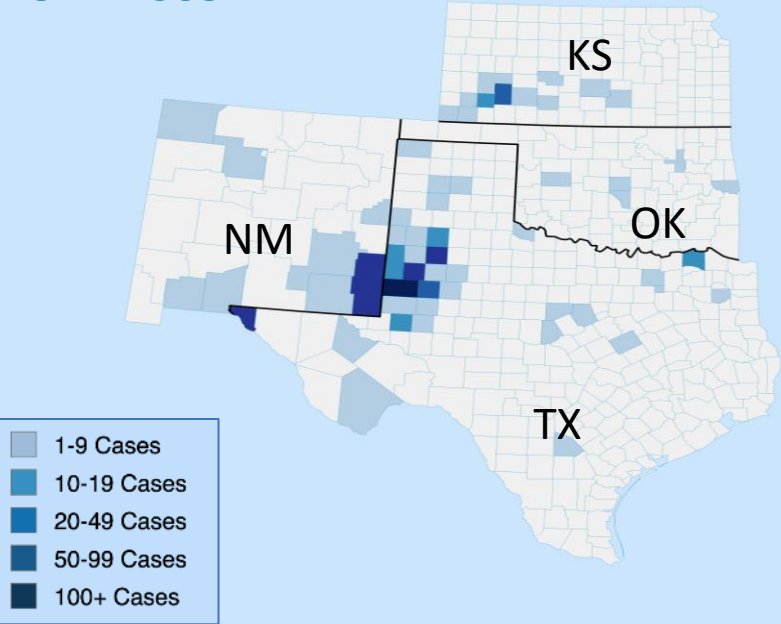 KS
OK
NM
TX
1-9 Cases
10-19 Cases
20-49 Cases
50-99 Cases
100+ Cases